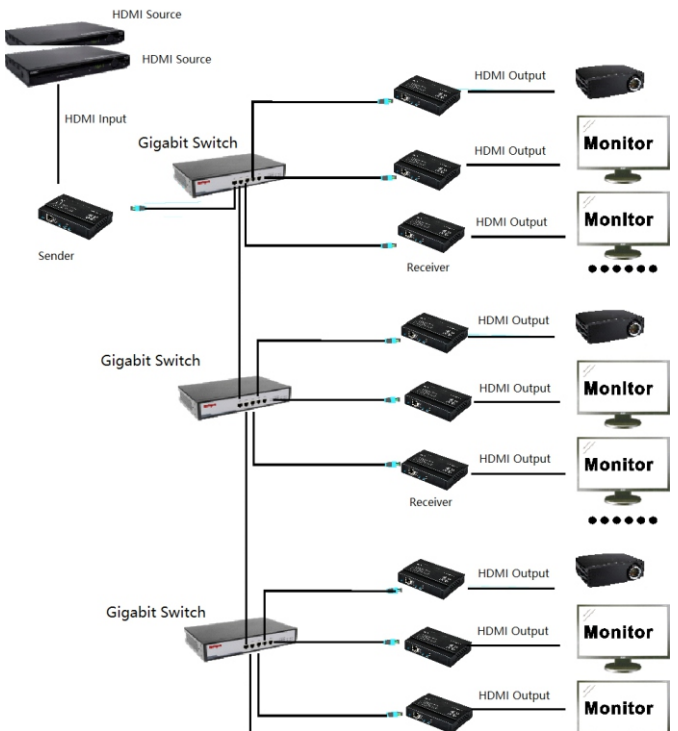 HDMI Source
HDMI Source
HDMI Input
Gigabit Switch
Sender
HDMI Output
HDMI Output
Monitor
HDMI Output
Monitor
Receiver
HDMI Output
Gigabit Switch
HDMI Output
Monitor
HDMI Output
Monitor
Receiver
HDMI Output
Gigabit Switch
HDMI Output
Monitor
HDMI Output
Monitor